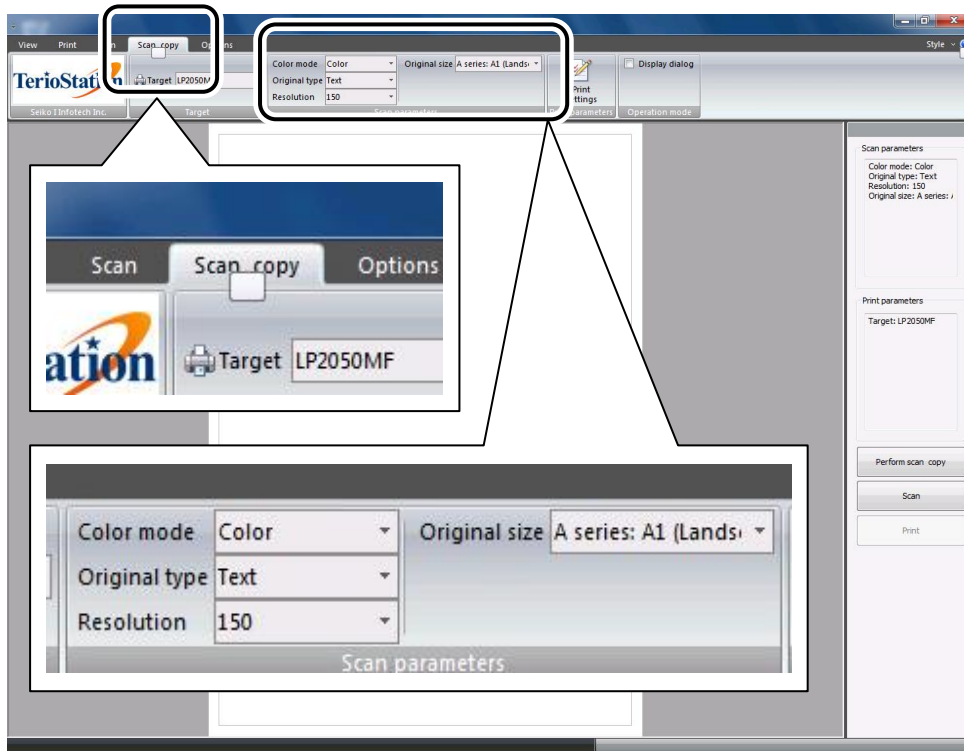 View Print Scan copy Options Style
TerioStation
Target LP2050M
Color mode Color Original size A series: A1 (Lands
Original type Text
Resolution 150
Print
ttings
Display dialog
Seiko I Infotech Inc. Target Scan parameters parameters Operation mode
Scan Scan copy Options
ation
Target LP2050MF
Color mode Color Original size A series: A1 (Lands
Original type Text
Resolution 150
Scan parameters
Scan parameters
Color mode: Color
Original type: Text
Resolution: 150
Original size: A series:
Print parameters
Target: LP2050MF
Perform scan copy
Scan
Print